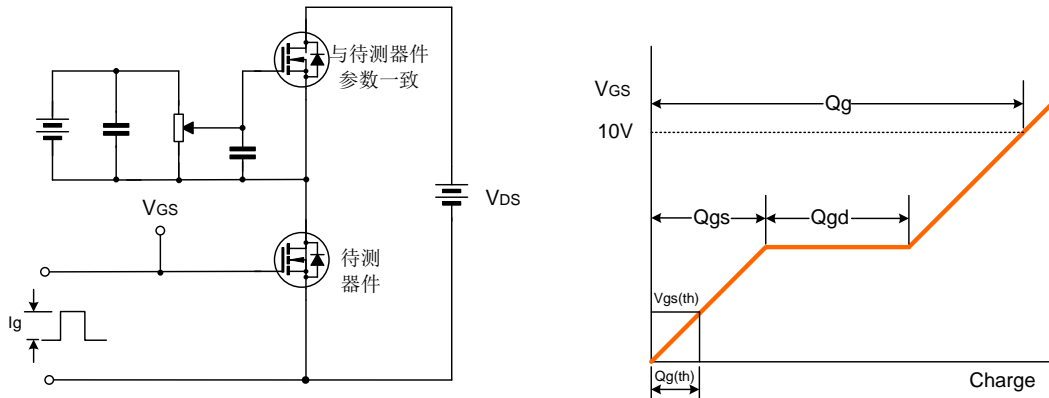 与待测器件
参数一致
VDS
VGS
待测
器件
Ig
VGS
10V
Qg
Qgs
Qgd
Vgs(th)
Qg(th)
Charge